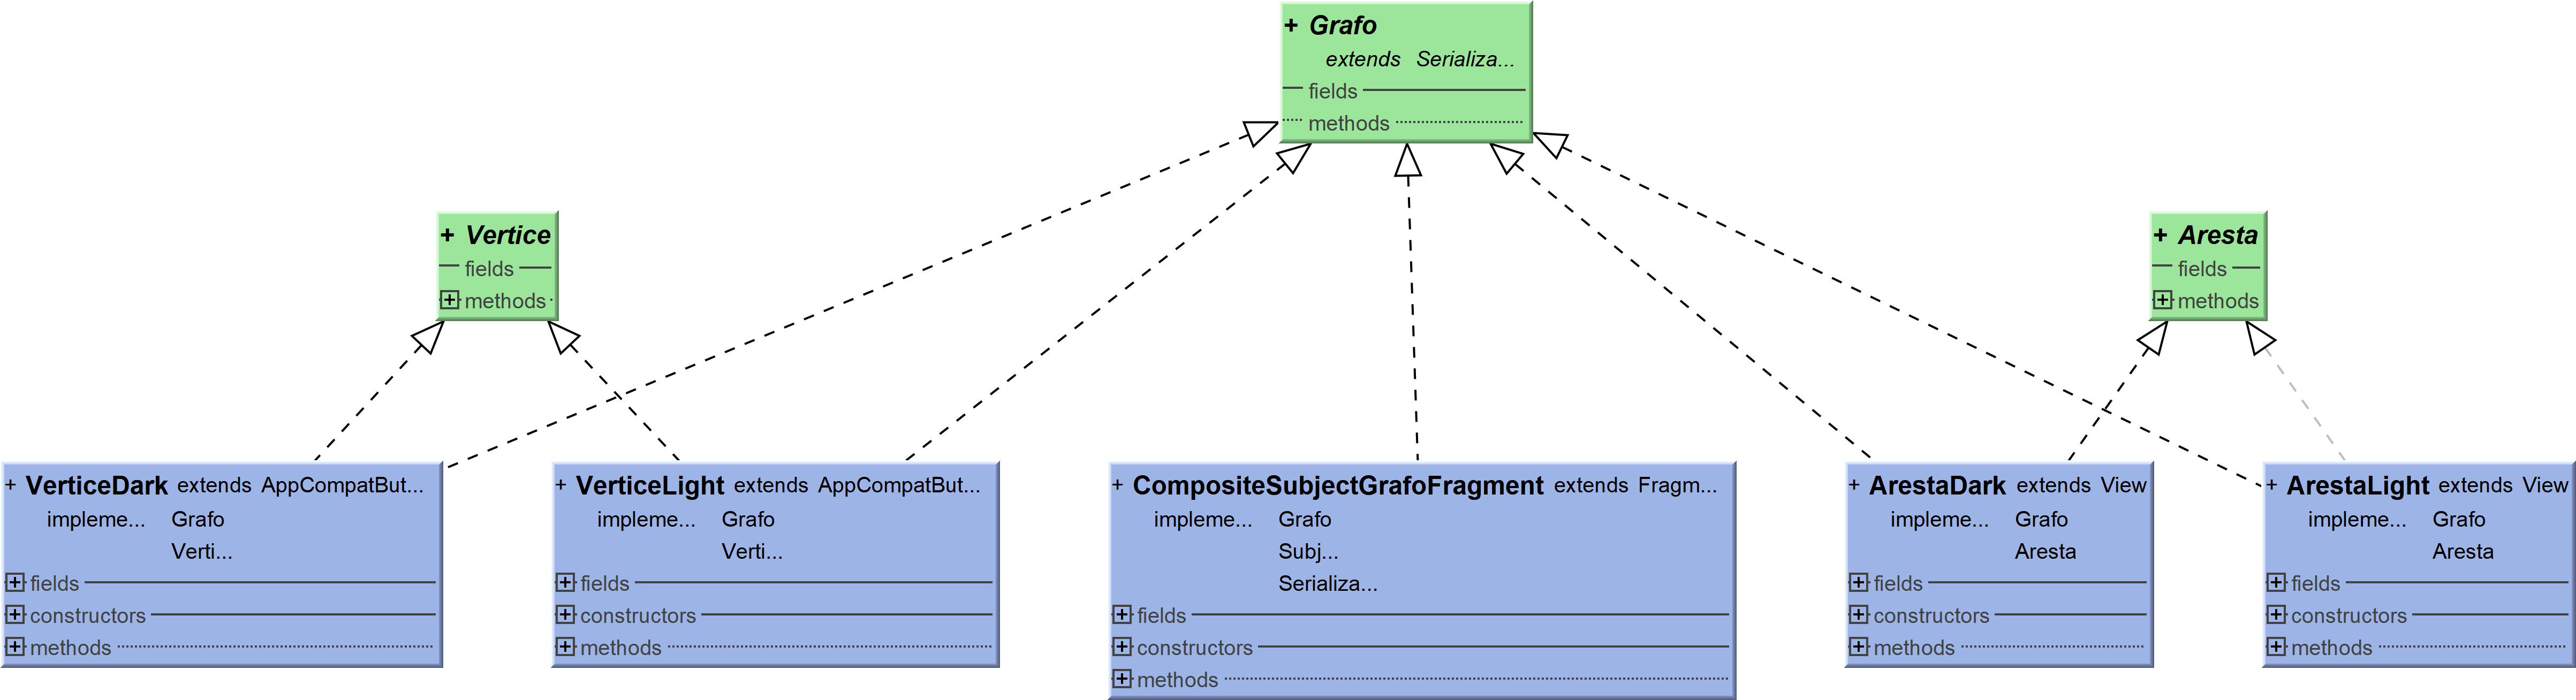 + Grafo
extends Serializa...
fields
methods
+ Vertice
fields
+ methods
+ Aresta
fields
+ methods
+ VerticeDark extends AppCompatBut...
impleme... Grafo
Verti...
+ fields
+ constructors
+ methods
+ VerticeLight extends AppCompatBut...
impleme... Grafo
Verti...
+ fields
+ constructors
+ methods
+ CompositeSubjectGrafoFragment extends Fragm...
impleme... Grafo
Subj...
Serializa...
+ fields
+ constructors
+ methods
+ ArestaDark extends View
impleme... Grafo
Aresta
+ fields
+ constructors
+ methods
+ ArestaLight extends View
impleme... Grafo
Aresta
+ fields
+ constructors
+ methods